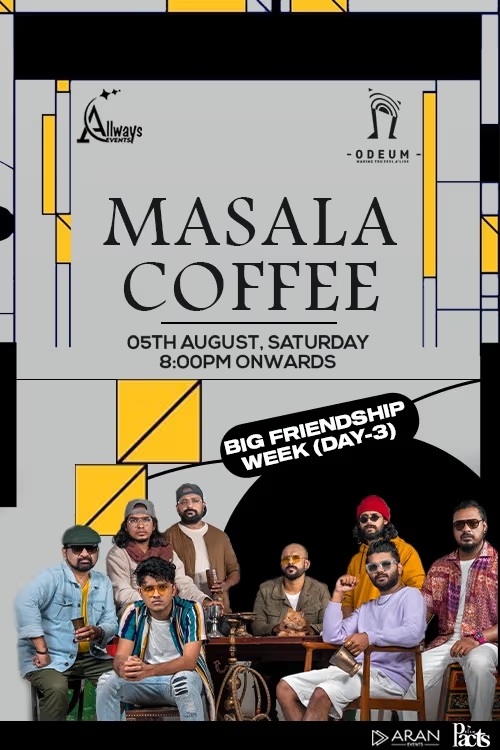 Allways
EVENTS
-ODEUM-
MAKING YOU FEEL A'LIVE
MASALA
COFFEE
05TH AUGUST, SATURDAY
8:00PM ONWARDS
BIG FRIENDSHIP
WEEK (DAY-3)
ARAN
EVENTS
Pacts